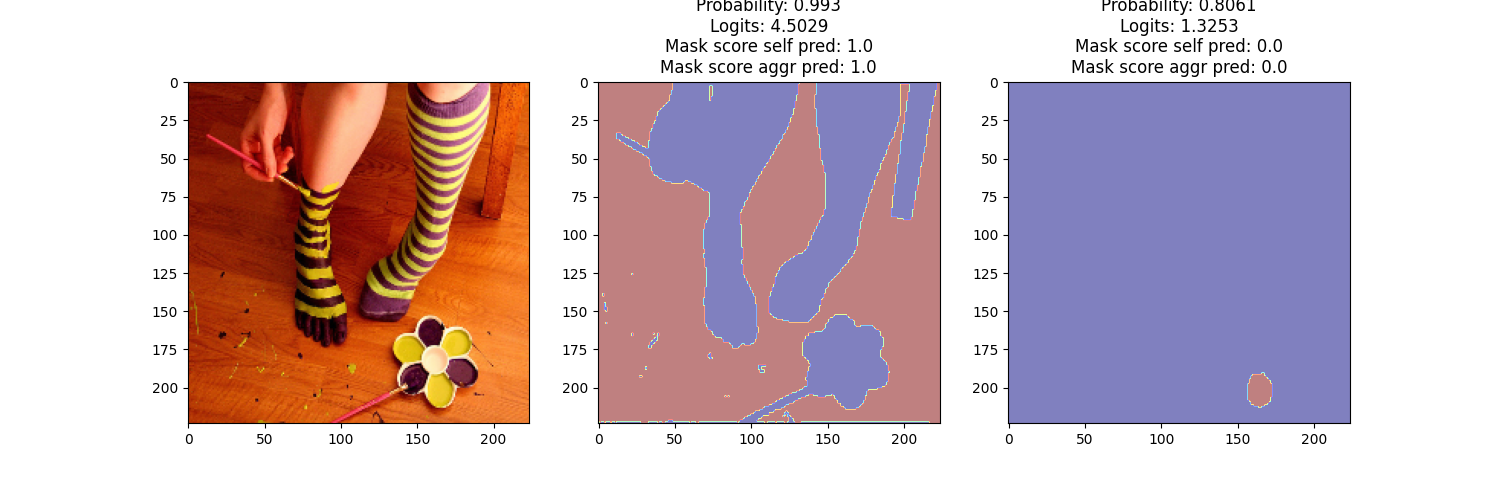 Probability: 0.993
Logits: 4.5029
Mask score self pred: 1.0
Mask score aggr pred: 1.0
Probability: 0.8061
Logits: 1.3253
Mask score self pred: 0.0
Mask score aggr pred: 0.0
0
25
50
75
100
125
150
175
200
0 50 100 150 200
0
25
50
75
100
125
150
175
200
0 50 100 150 200
0
25
50
75
100
125
150
175
200
0 50 100 150 200